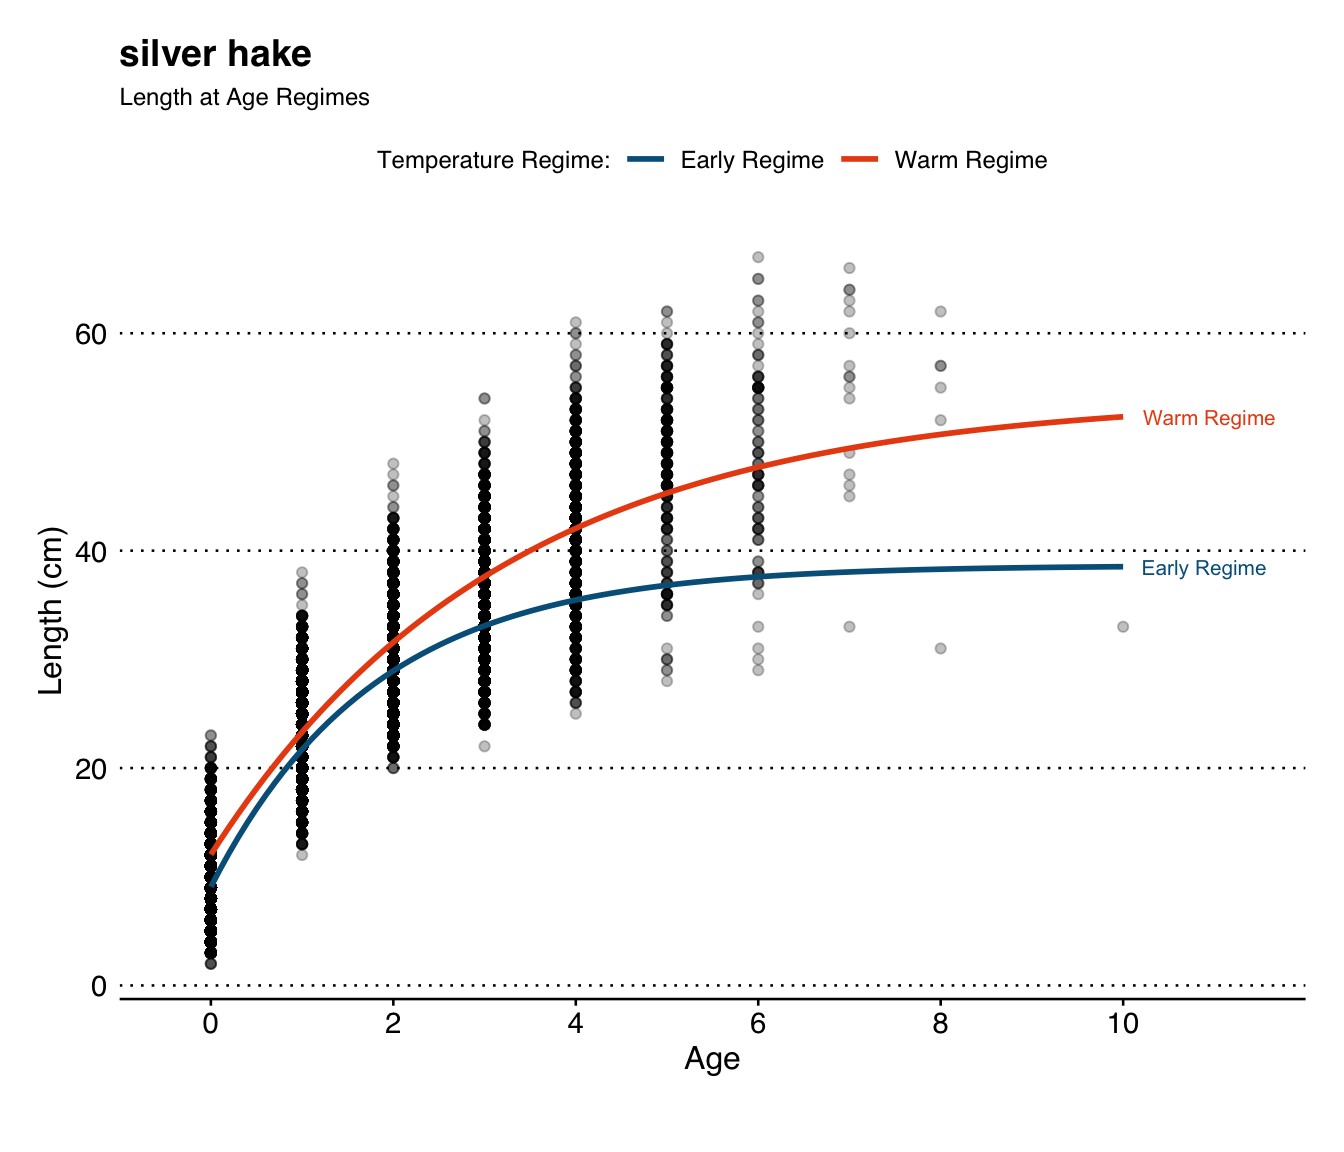 silver hake
Length at Age Regimes
Temperature Regime: Early Regime Warm Regime
60
40
20
0
Length (cm)
Warm Regime
Early Regime
0 2 4 6 8 10
Age